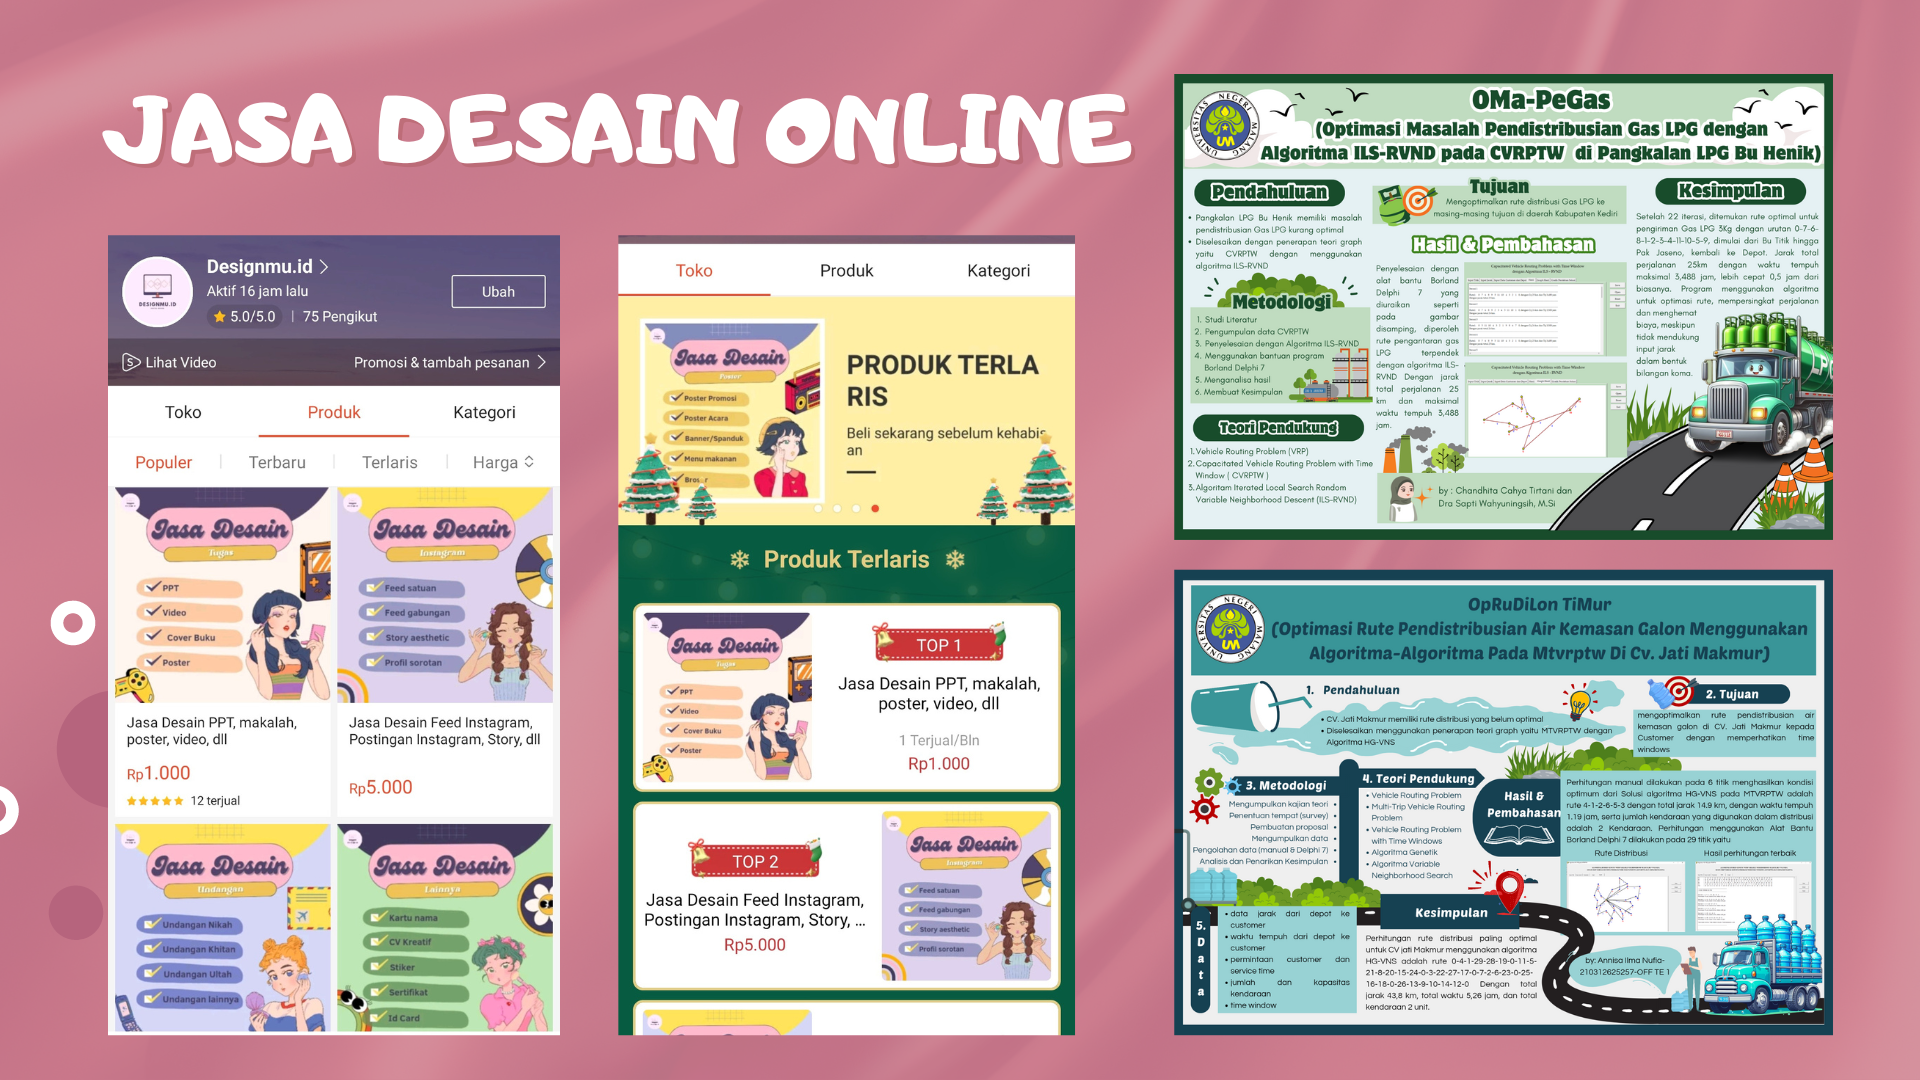 JASA DESAIN ONLINE
DESIGNMU.ID
Designmu.id
Aktif 16 jam lalu
5.0/5.0 | 75 Pengikut
Ubah
Lihat Video
Promosi & tambah pesanan
Toko
Produk
Kategori
Populer
Terbaru
Terlaris
Harga
Jasa Desain
Tugas
PPT
Video
Cover Buku
Poster
Jasa Desain PPT, makalah,
poster, video, dll
Rp1.000
12 terjual
Jasa Desain
Instagram
Feed satuan
Feed gabungan
Story aesthetic
Profil sorotan
Jasa Desain Feed Instagram,
Postingan Instagram, Story, dll
Rp5.000
Jasa Desain
Undangan
Undangan Nikah
Undangan Khitan
Undangan Ultah
Undangan lainnya
Jasa Desain
Lainnya
Kartu nama
CV Kreatif
Stiker
Sertifikat
Id Card
Toko
Produk
Kategori
Jasa Desain
Poster
Poster Promosi
Poster Acara
Banner/Spanduk
Menu makanan
PRODUK TERLA
RIS
Beli sekarang sebelum kehabis
an
Produk Terlaris
Jasa Desain
Tugas
PPT
Video
Cover Buku
Poster
TOP 1
Jasa Desain PPT, makalah,
poster, video, dll
1 Terjual/Bln
Rp1.000
TOP 2
Jasa Desain Feed Instagram,
Postingan Instagram, Story, ...
Rp5.000
Jasa Desain
Instagram
Feed satuan
Feed gabungan
Story aesthetic
Profil sorotan
UNIVERSITAS NEGERI MALANG
UM
OMa-PeGas
(Optimasi Masalah Pendistribusian Gas LPG dengan
Algoritma ILS-RVND pada CVRPTW di Pangkalan LPG Bu Henik)
Pendahuluan
• Pangkalan LPG Bu Henik memiliki masalah
pendistribusian Gas LPG kurang optimal
• Diselesaikan dengan penerapan teori graph
yaitu CVRPTW dengan menggunakan
algoritma ILS-RVND
Metodologi
1. Studi Literatur
2. Pengumpulan data CVRPTW
3. Penyelesaian dengan Algoritma ILS-RVND
4. Menggunakan bantuan program
Borland Delphi 7
5. Menganalisa hasil
6. Membuat Kesimpulan
Teori Pendukung
1.Vehicle Routing Problem (VRP)
2.Capacitated Vehicle Routing Problem with Time
Window ( CVRPTW )
3.Algoritam Iterated Local Search Random
Variable Neighborhood Descent (ILS-RVND)
Tujuan
Mengoptimalkan rute distribusi Gas LPG ke
masing-masing tujuan di daerah Kabupaten Kediri
Hasil & Pembahasan
Penyelesaian dengan
alat bantu Borland
Delphi 7 yang
diuraikan seperti
pada gambar
disamping, diperoleh
rute pengantaran gas
LPG terpendek
dengan algoritma ILS-
RVND Dengan jarak
total perjalanan 25
km dan maksimal
waktu tempuh 3,488
jam.
by : Chandhita Cahya Tirtani dan
Dra Sapti Wahyuningsih, M.Si
Kesimpulan
Setelah 22 iterasi, ditemukan rute optimal untuk
pengiriman Gas LPG 3Kg dengan urutan 0-7-6-
8-1-2-3-4-11-10-5-9, dimulai dari Bu Titik hingga
Pak Jaseno, kembali ke Depot. Jarak total
perjalanan 25km dengan waktu tempuh
maksimal 3,488 jam, lebih cepat 0,5 jam dari
biasanya. Program menggunakan algoritma
untuk optimasi rute, mempersingkat perjalanan
dan menghemat
biaya, meskipun
tidak mendukung
input jarak
dalam bentuk
bilangan koma.
UNIVERSITAS NEGERI MALANG
UM
OpRuDiLon TiMur
(Optimasi Rute Pendistribusian Air Kemasan Galon Menggunakan
Algoritma-Algoritma Pada Mtvrptw Di Cv. Jati Makmur)
1. Pendahuluan
• CV. Jati Makmur memiliki rute distribusi yang belum optimal
• Diselesaikan menggunakan penerapan teori graph yaitu MTVRPTW dengan
Algoritma HG-VNS
2. Tujuan
mengoptimalkan rute pendistribusian air
kemasan galon di CV. Jati Makmur kepada
Customer dengan memperhatikan time
windows
3. Metodologi
Mengumpulkan kajian teori •
Penentuan tempat (survey) •
Pembuatan proposal •
Mengumpulkan data •
Pengolahan data (manual & Delphi 7) •
Analisis dan Penarikan Kesimpulan •
4. Teori Pendukung
• Vehicle Routing Problem
• Multi-Trip Vehicle Routing
Problem
• Vehicle Routing Problem
with Time Windows
• Algoritma Genetik
• Algoritma Variable
Neighborhood Search
Hasil &
Pembahasan
Perhitungan manual dilakukan pada 6 titik menghasilkan kondisi
optimum dari Solusi algoritma HG-VNS pada MTVRPTW adalah
rute 4-1-2-6-5-3 dengan total jarak 14.9 km, dengan waktu tempuh
1.19 jam, serta jumlah kendaraan yang digunakan dalam distribusi
adalah 2 Kendaraan. Perhitungan menggunakan Alat Bantu
Borland Delphi 7 dilakukan pada 29 titik yaitu
Rute Distribusi
Hasil perhitungan terbaik
5. Data
• data jarak dari depot ke
customer
• waktu tempuh dari depot ke
customer
• permintaan customer dan
service time
• jumlah dan kapasitas
kendaraan
• time window
Kesimpulan
Perhitungan rute distribusi paling optimal
untuk CV jati Makmur menggunakan algoritma
HG-VNS adalah rute 0-4-1-29-28-19-0-11-5-
21-8-20-15-24-0-3-22-27-17-0-7-2-6-23-0-25-
16-18-0-26-13-9-10-14-12-0 Dengan total
jarak 43,8 km, total waktu 5,26 jam, dan total
kendaraan 2 unit.
by: Annisa Ilma Nufia-
210312625257-OFF TE 1